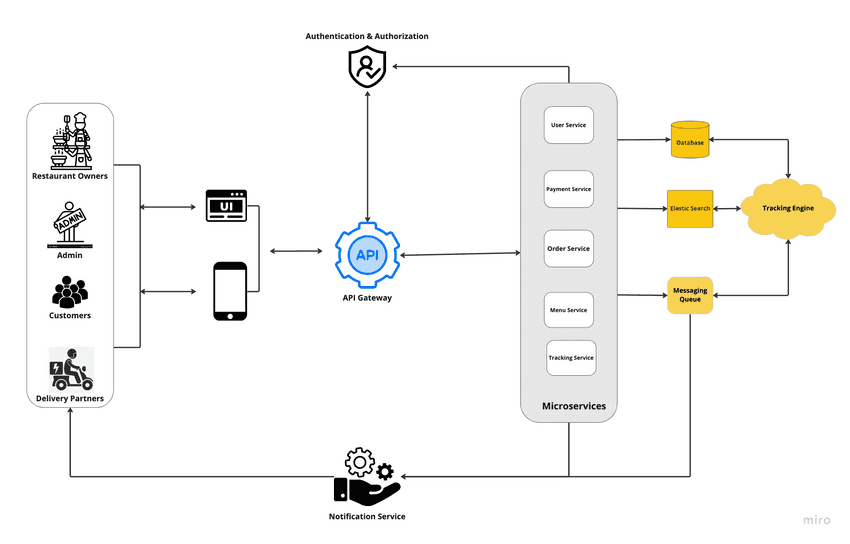 Authentication & Authorization
Restaurant Owners
ADMIN
Admin
Customers
Delivery Partners
UI
API
API Gateway
User Service
Payment Service
Order Service
Menu Service
Tracking Service
Microservices
Database
Elastic Search
Tracking Engine
Messaging
Queue
Notification Service
miro